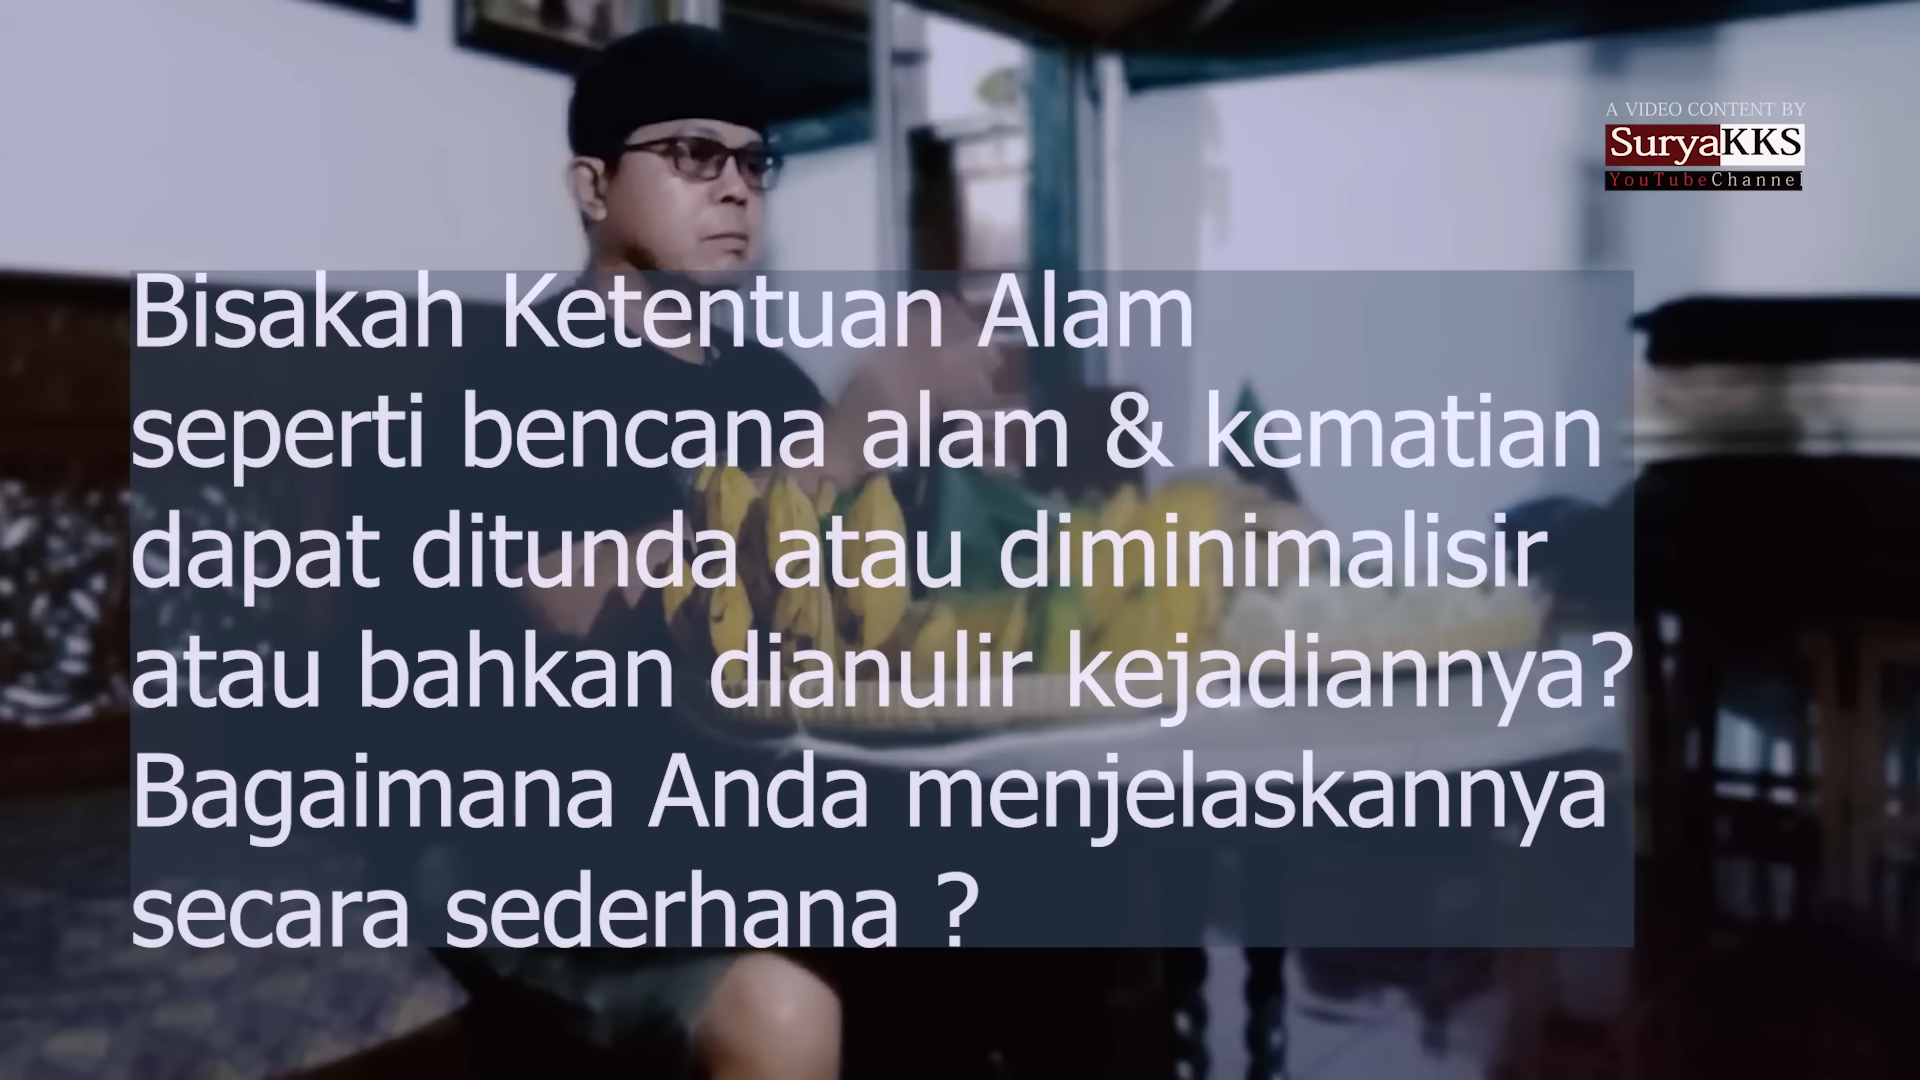 A VIDEO CONTENT BY
SuryaKKS
YouTubeChannel
Bisakah Ketentuan Alam
seperti bencana alam & kematian
dapat ditunda atau diminimalisir
atau bahkan dianulir kejadiannya?
Bagaimana Anda menjelaskannya
secara sederhana ?